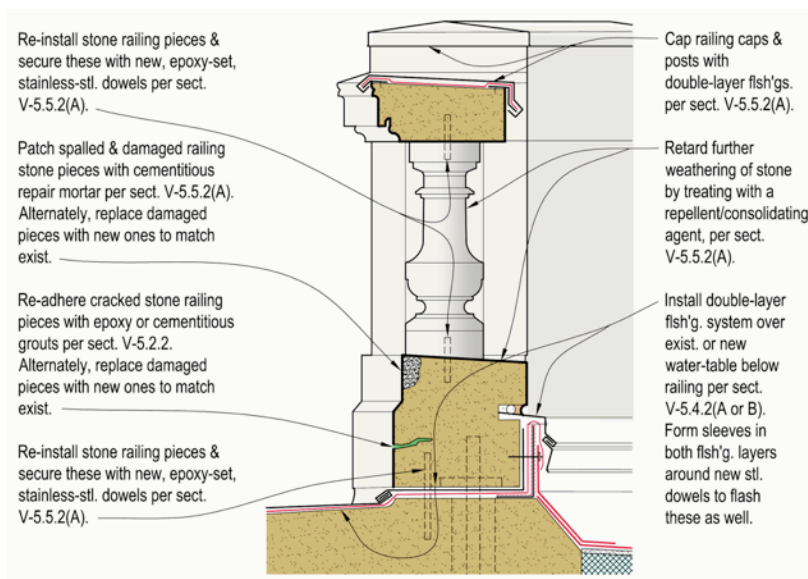 Re-install stone railing pieces &
secure these with new, epoxy-set,
stainless-stl. dowels per sect.
V-5.5.2(A).
Patch spalled & damaged railing
stone pieces with cementitious
repair mortar per sect. V-5.5.2(A).
Alternately, replace damaged
pieces with new ones to match
exist.
Re-adhere cracked stone railing
pieces with epoxy or cementitious
grouts per sect. V-5.2.2.
Alternately, replace damaged
pieces with new ones to match
exist.
Re-install stone railing pieces &
secure these with new, epoxy-set,
stainless-stl. dowels per sect.
V-5.5.2(A).
Cap railing caps &
posts with
double-layer flsh'gs.
per sect. V-5.5.2(A).
Retard further
weathering of stone
by treating with a
repellent/consolidating
agent, per sect.
V-5.5.2(A).
Install double-layer
flsh'g. system over
exist. or new
water-table below
railing per sect.
V-5.4.2(A or B).
Form sleeves in
both flsh'g. layers
around new stl.
dowels to flash
these as well.